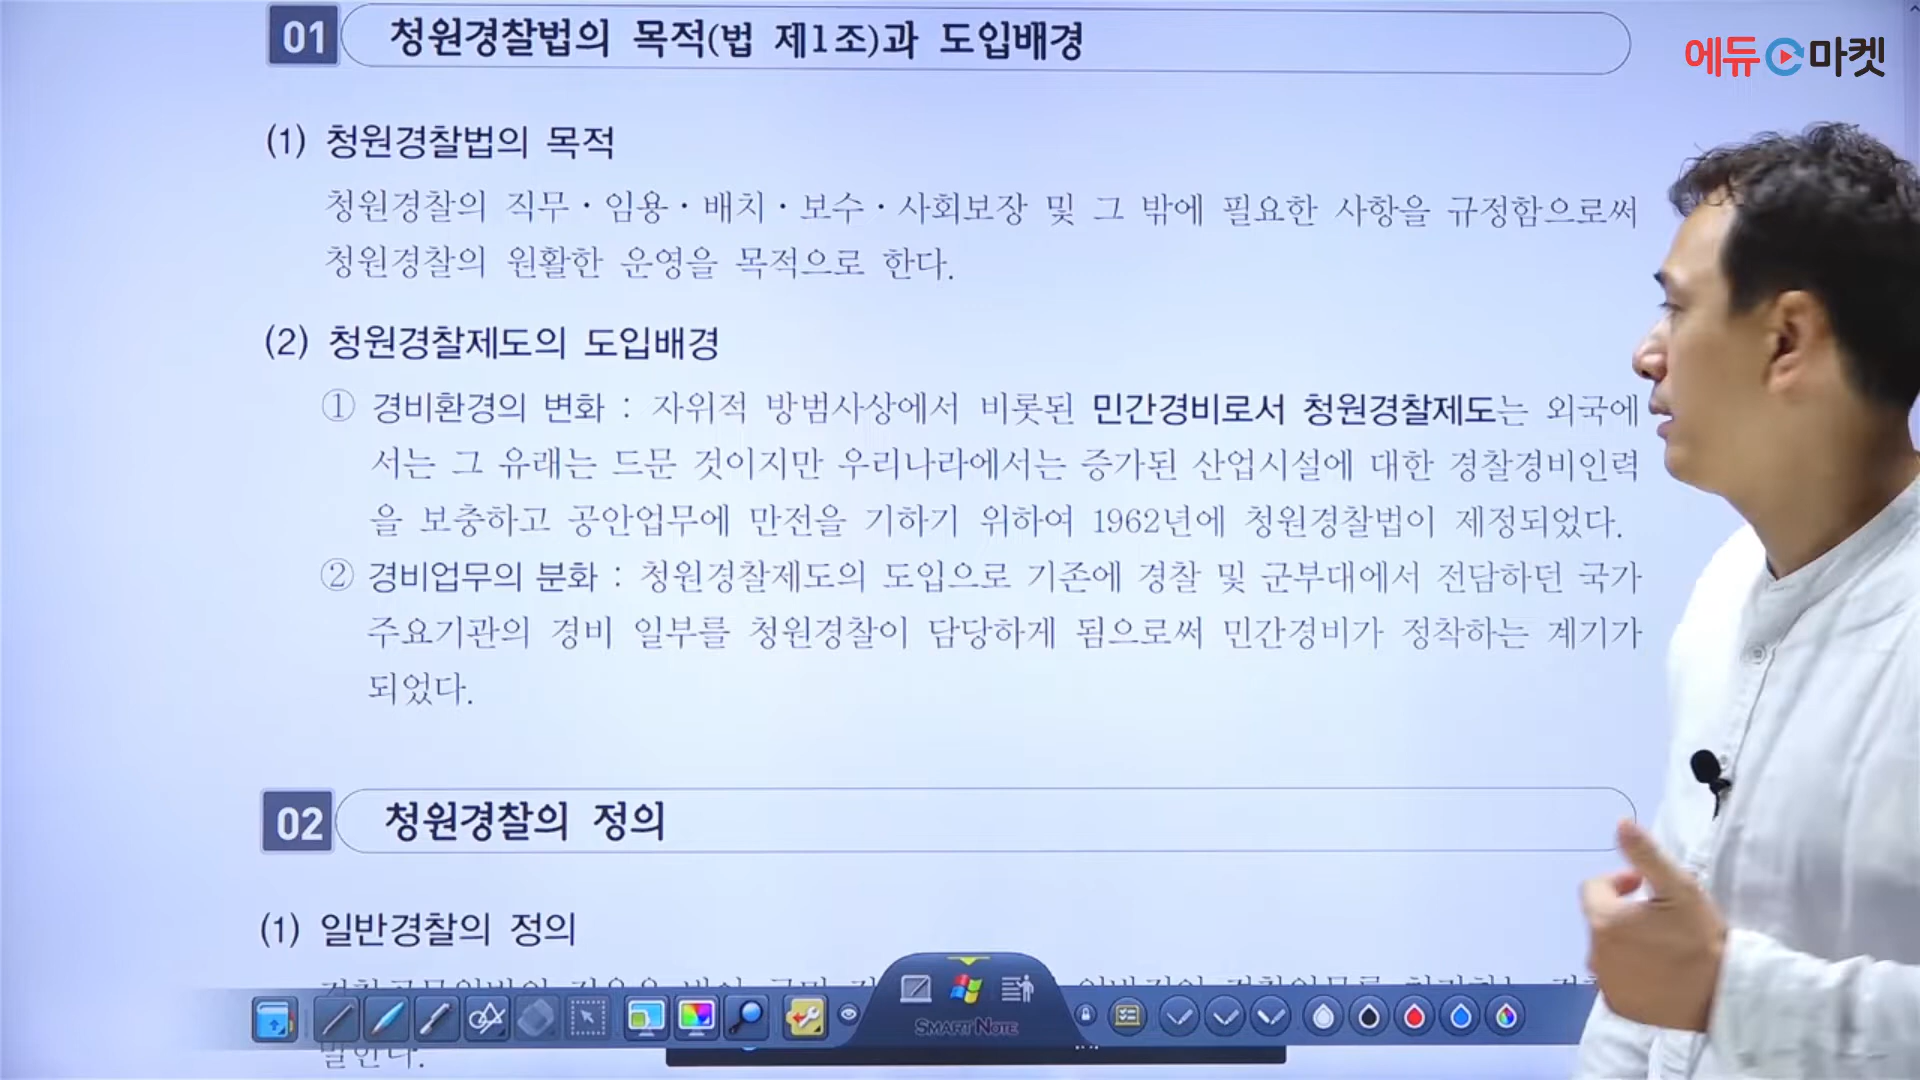 01 청원경찰법의 목적(법 제1조)과 도입배경
에듀마켓
(1) 청원경찰법의 목적
청원경찰의 직무・임용・배치・보수・사회보장 및 그 밖에 필요한 사항을 규정함으로써
청원경찰의 원활한 운영을 목적으로 한다.
(2) 청원경찰제도의 도입배경
① 경비환경의 변화 : 자위적 방범사상에서 비롯된 민간경비로서 청원경찰제도는 외국에
서는 그 유래는 드문 것이지만 우리나라에서는 증가된 산업시설에 대한 경찰경비인력
을 보충하고 공안업무에 만전을 기하기 위하여 1962년에 청원경찰법이 제정되었다.
② 경비업무의 분화 : 청원경찰제도의 도입으로 기존에 경찰 및 군부대에서 전담하던 국가
주요기관의 경비 일부를 청원경찰이 담당하게 됨으로써 민간경비가 정착하는 계기가
되었다.
02 청원경찰의 정의
(1) 일반경찰의 정의
SMART NOTE
말한다.